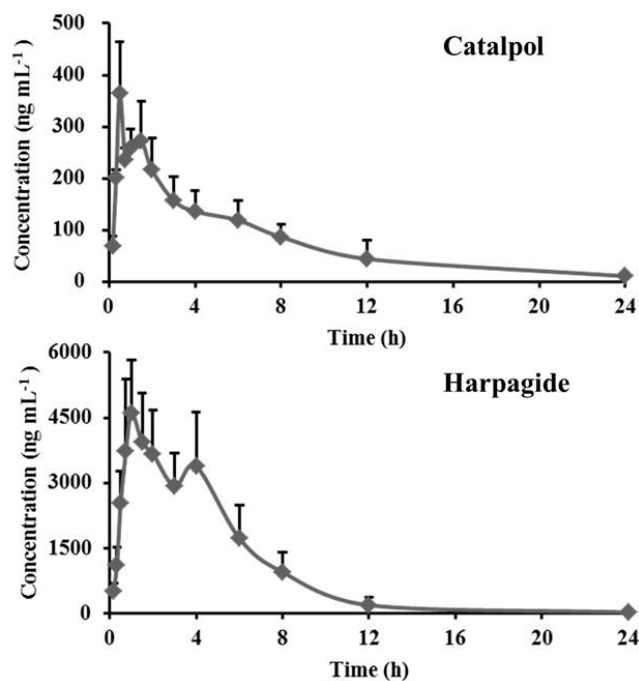 Catalpol
Concentration (ng mL⁻¹)
500
400
300
200
100
0
0 4 8 12 16 20 24
Time (h)
Harpagide
Concentration (ng mL⁻¹)
6000
4500
3000
1500
0
0 4 8 12 16 20 24
Time (h)